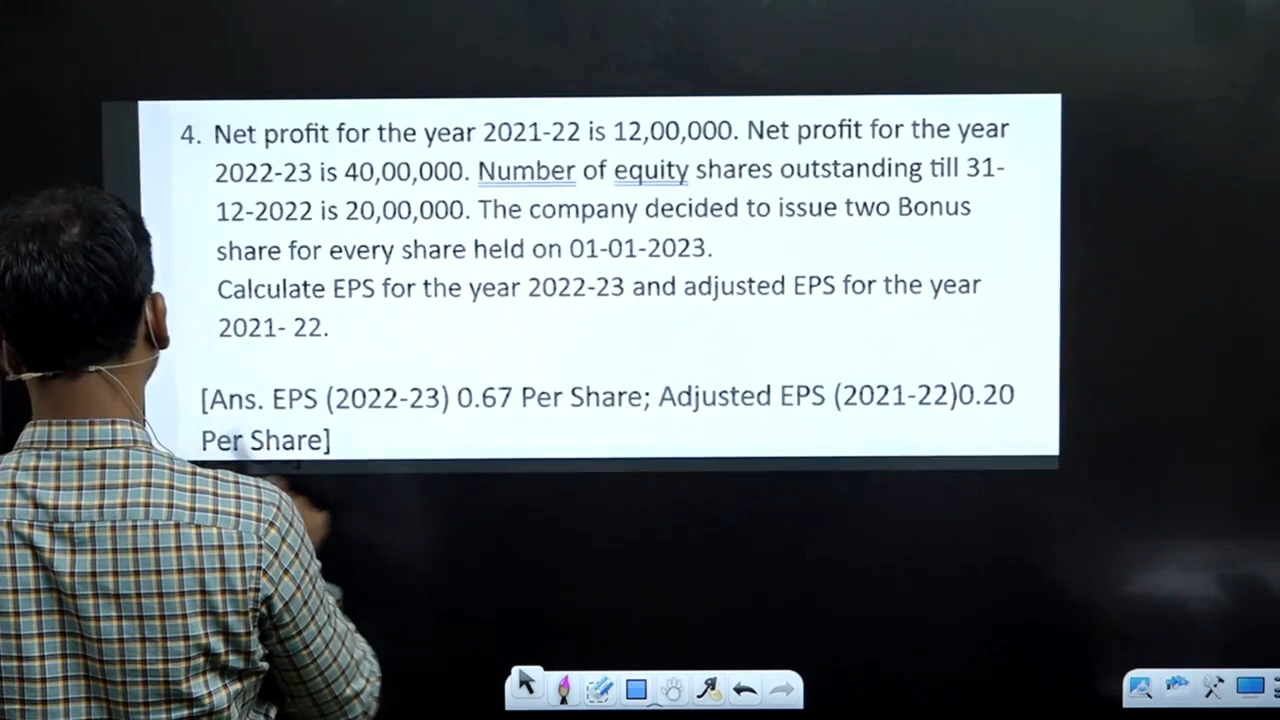 4. Net profit for the year 2021-22 is 12,00,000. Net profit for the year
2022-23 is 40,00,000. Number of equity shares outstanding till 31-
12-2022 is 20,00,000. The company decided to issue two Bonus
share for every share held on 01-01-2023.
Calculate EPS for the year 2022-23 and adjusted EPS for the year
2021- 22.
[Ans. EPS (2022-23) 0.67 Per Share; Adjusted EPS (2021-22)0.20
Per Share]